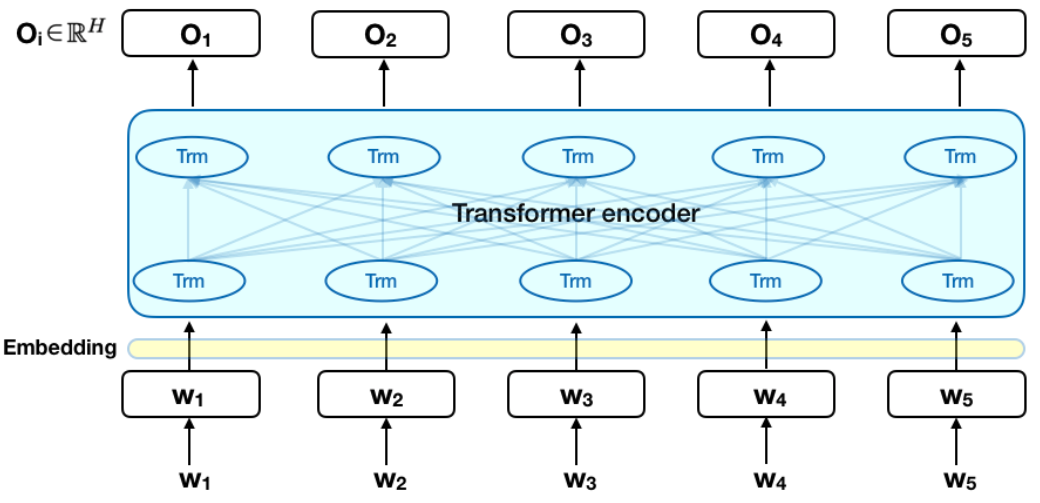 Oᵢ∈ℝᴴ O₁ O₂ O₃ O₄ O₅
Trm Trm Trm Trm Trm
Transformer encoder
Trm Trm Trm Trm Trm
Embedding
W₁ W₂ W₃ W₄ W₅
W₁ W₂ W₃ W₄ W₅